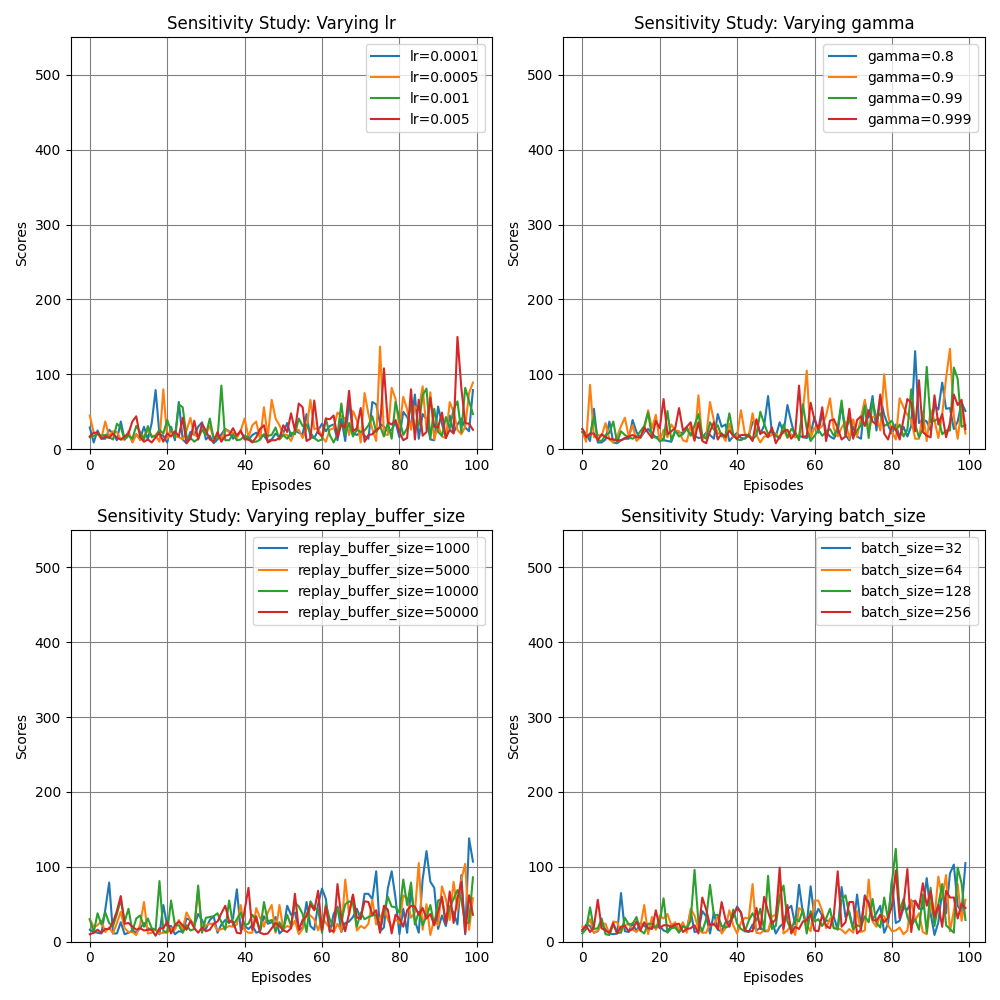 Sensitivity Study: Varying lr
500
400
300
200
100
0
Scores
lr=0.0001
lr=0.0005
lr=0.001
lr=0.005
0 20 40 60 80 100
Episodes
Sensitivity Study: Varying gamma
500
400
300
200
100
0
Scores
gamma=0.8
gamma=0.9
gamma=0.99
gamma=0.999
0 20 40 60 80 100
Episodes
Sensitivity Study: Varying replay_buffer_size
500
400
300
200
100
0
Scores
replay_buffer_size=1000
replay_buffer_size=5000
replay_buffer_size=10000
replay_buffer_size=50000
0 20 40 60 80 100
Episodes
Sensitivity Study: Varying batch_size
500
400
300
200
100
0
Scores
batch_size=32
batch_size=64
batch_size=128
batch_size=256
0 20 40 60 80 100
Episodes